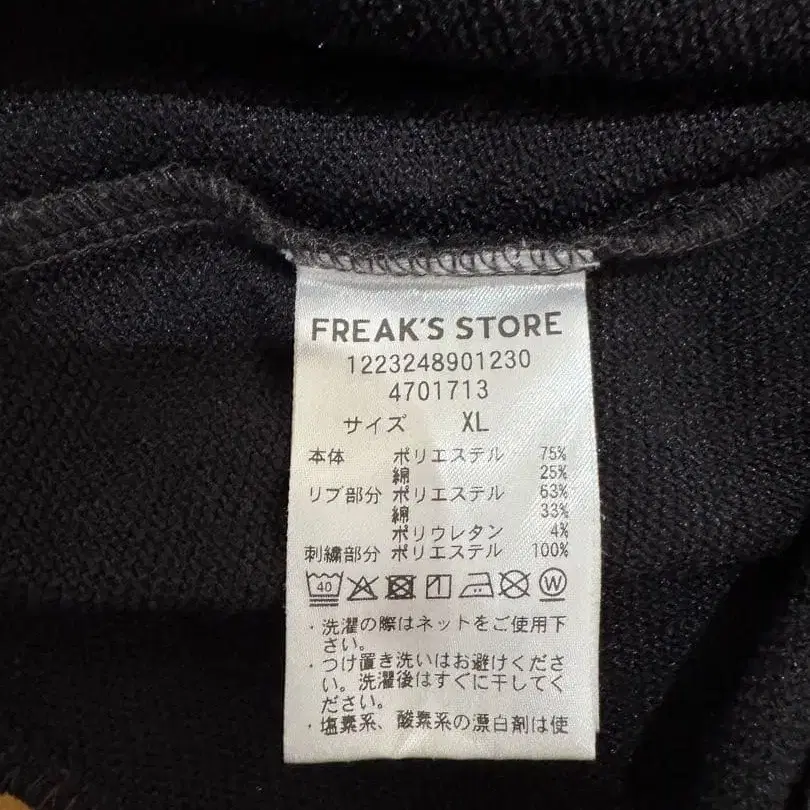 FREAK'S STORE
1223248901230
4701713
サイズ XL
本体 ポリエステル 75%
綿 25%
リブ部分 ポリエステル 63%
綿 33%
ポリウレタン 4%
刺繍部分 ポリエステル 100%
40 W
・洗濯の際はネットをご使用下
さい。
・つけ置き洗いはお避けくださ
い。洗濯後はすぐに干してく
ださい。
・塩素系、酸素系の漂白剤は使